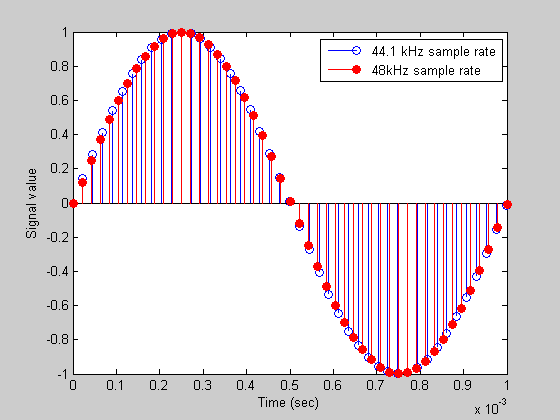 1
0.8
0.6
0.4
0.2
0
-0.2
-0.4
-0.6
-0.8
-1
Signal value
44.1 kHz sample rate
48kHz sample rate
0 0.1 0.2 0.3 0.4 0.5 0.6 0.7 0.8 0.9 1
Time (sec)
x 10^-3